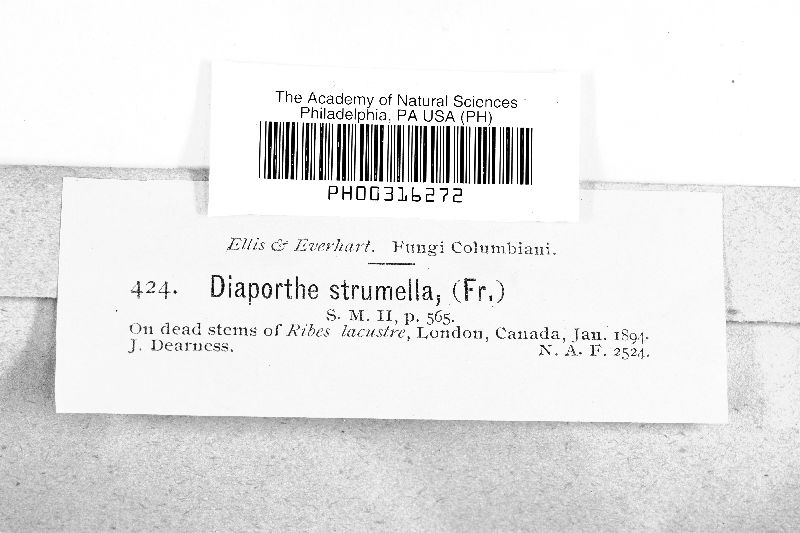 The Academy of Natural Sciences
Philadelphia, PA USA (PH)
PH00316272
Ellis & Everhart. Fungi Columbiani.
424. Diaporthe strumella, (Fr.)
S. M. II, p. 565.
On dead stems of Ribes lacustre, London, Canada, Jan. 1894.
J. Dearness. N. A. F. 2524.